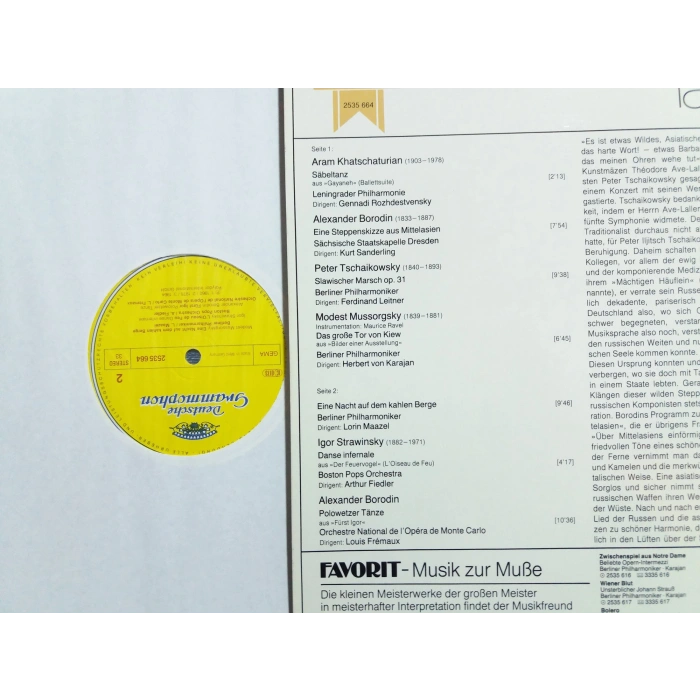 2535 664
Seite 1:
Aram Khatschaturian (1903–1978)
Säbeltanz [2'13]
aus »Gayaneh« (Ballettsuite)
Leningrader Philharmonie
Dirigent: Gennadi Rozhdestvensky
Alexander Borodin (1833–1887)
Eine Steppenskizze aus Mittelasien [7'54]
Sächsische Staatskapelle Dresden
Dirigent: Kurt Sanderling
Peter Tschaikowsky (1840–1893)
Slawischer Marsch op. 31 [9'38]
Berliner Philharmoniker
Dirigent: Ferdinand Leitner
Modest Mussorgsky (1839–1881)
Instrumentation: Maurice Ravel
Das große Tor von Kiew [6'45]
aus »Bilder einer Ausstellung«
Berliner Philharmoniker
Dirigent: Herbert von Karajan
Seite 2:
Eine Nacht auf dem kahlen Berge [9'46]
Berliner Philharmoniker
Dirigent: Lorin Maazel
Igor Strawinsky (1882–1971)
Danse infernale [4'17]
aus »Der Feuervogel« (L'Oiseau de Feu)
Boston Pops Orchestra
Dirigent: Arthur Fiedler
Alexander Borodin
Polowetzer Tänze [10'36]
aus »Fürst Igor«
Orchestre National de l'Opéra de Monte Carlo
Dirigent: Louis Frémaux
»Es ist etwas Wildes, Asiatische
das harte Wort! – etwas Barba
das meinen Ohren wehe tut«
Kunstmäzen Théodore Ave-Lal
sten Peter Tschaikowsky gesag
einem Konzert mit seinen Wer
gastierte. Tschaikowsky bedank
keit, indem er Herrn Ave-Laller
fünfte Symphonie widmete. De
Traditionalist durchaus nicht a
hatte, für Peter Iljitsch Tschaiko
Beruhigung. Daheim schalten
Kollegen, vor allem der ewig
und der komponierende Mediz
ihrem »Mächtigen Häuflein«
nannte), er verrate sein Russe
lich dekadente, pariserisch
Deutschland also, wo sich C
schwer begegneten, verstar
Musiksprache also noch, verst
den russischen Weiten und nu
schen Seele kommen konnte.
Diesen Ursprung konnten und
verbergen, wo sie doch mit Ta
in einem Staate lebten. Gera
Klängen dieser wilden Steppe
russischen Komponisten stets
ration. Borodins Programm zu
telasien«, die er übrigens Fra
»Über Mittelasiens einförmig
friedvollen Töne eines schöne
der Ferne vernimmt man da
und Kamelen und die merkwü
talischen Weise. Eine asiatisc
Sorglos und sicher nimmt s
russischen Waffen ihren We
der Wüste. Nach und nach e
Lied der Russen und die as
zen zu schöner Harmonie, d
lich in den Lüften über der
FAVORIT – Musik zur Muße
Die kleinen Meisterwerke der großen Meister
in meisterhafter Interpretation findet der Musikfreund
Zwischenspiel aus Notre Dame
Beliebte Opern-Intermezzi
Berliner Philharmoniker · Karajan
2535 616 3335 616
Wiener Blut
Unsterblicher Johann Strauß
Berliner Philharmoniker · Karajan
2535 617 3335 617
Bolero
Deutsche
Grammophon
2
STEREO
33
2535 664
GEMA